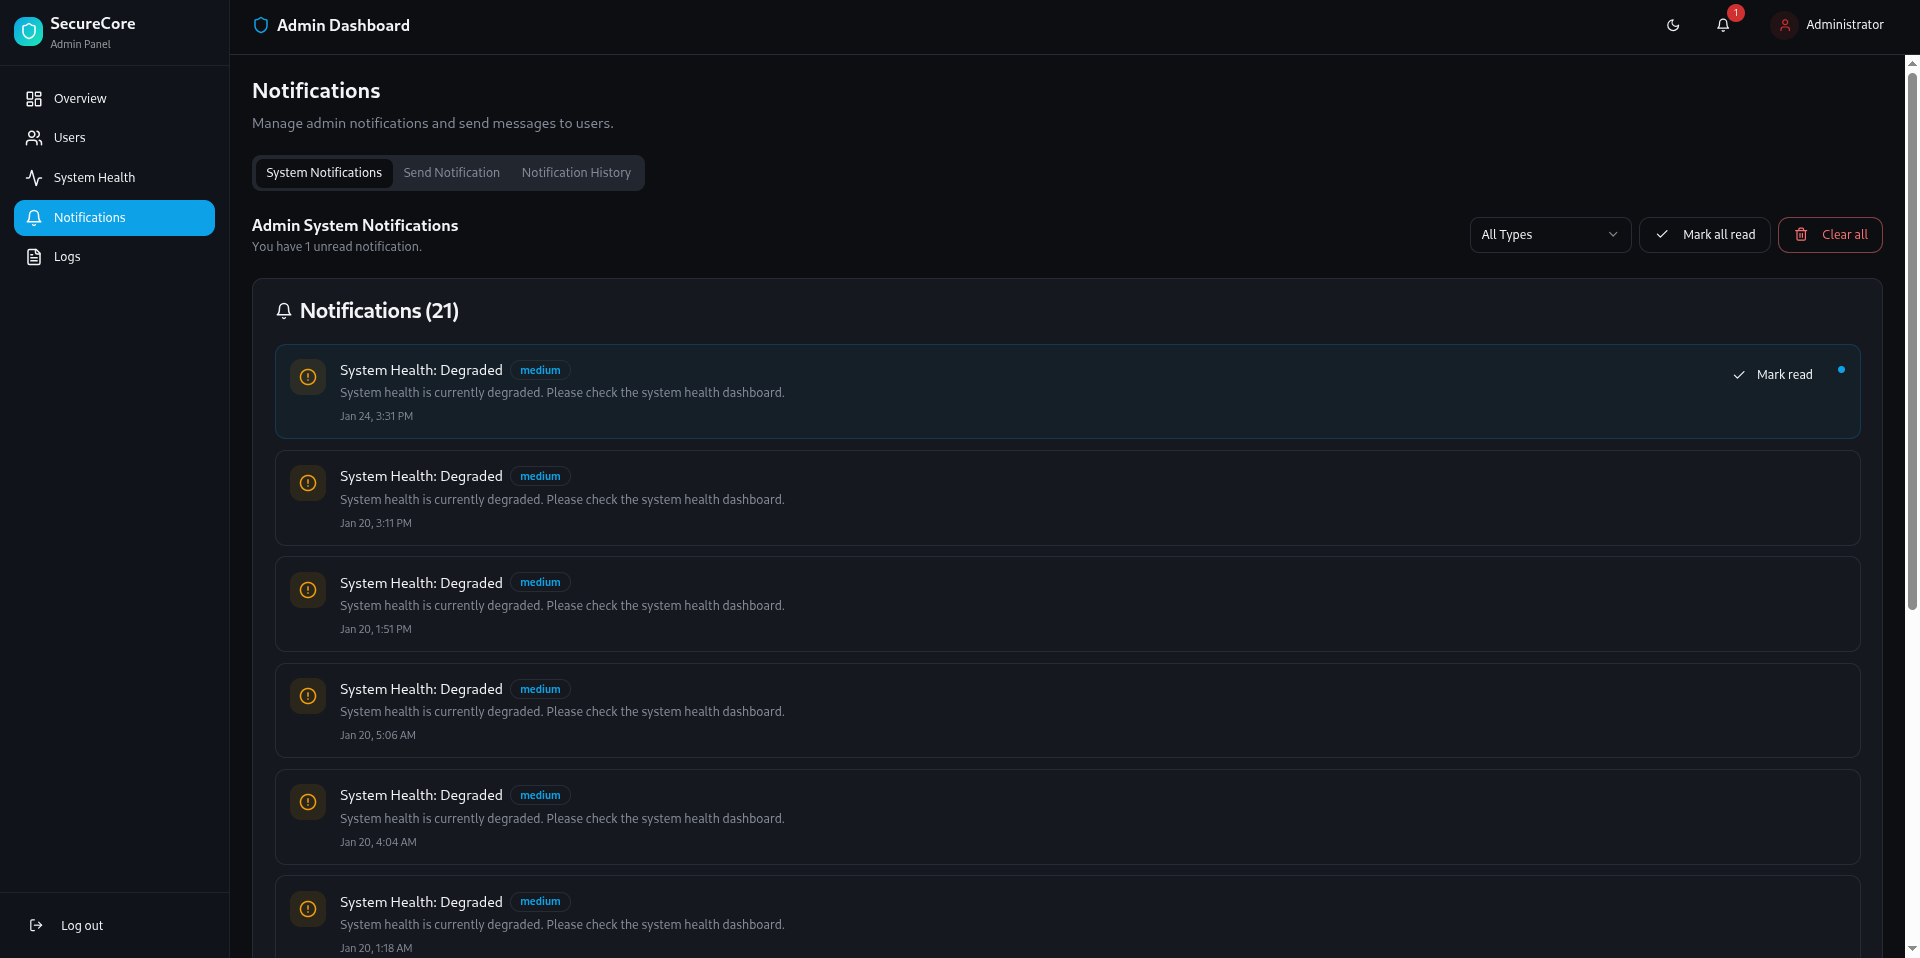 SecureCore
Admin Panel
Overview
Users
System Health
Notifications
Logs
Log out
Admin Dashboard
1
Administrator
Notifications
Manage admin notifications and send messages to users.
System Notifications
Send Notification
Notification History
Admin System Notifications
You have 1 unread notification.
All Types
Mark all read
Clear all
Notifications (21)
System Health: Degraded medium
System health is currently degraded. Please check the system health dashboard.
Jan 24, 3:31 PM
Mark read
System Health: Degraded medium
System health is currently degraded. Please check the system health dashboard.
Jan 20, 3:11 PM
System Health: Degraded medium
System health is currently degraded. Please check the system health dashboard.
Jan 20, 1:51 PM
System Health: Degraded medium
System health is currently degraded. Please check the system health dashboard.
Jan 20, 5:06 AM
System Health: Degraded medium
System health is currently degraded. Please check the system health dashboard.
Jan 20, 4:04 AM
System Health: Degraded medium
System health is currently degraded. Please check the system health dashboard.
Jan 20, 1:18 AM